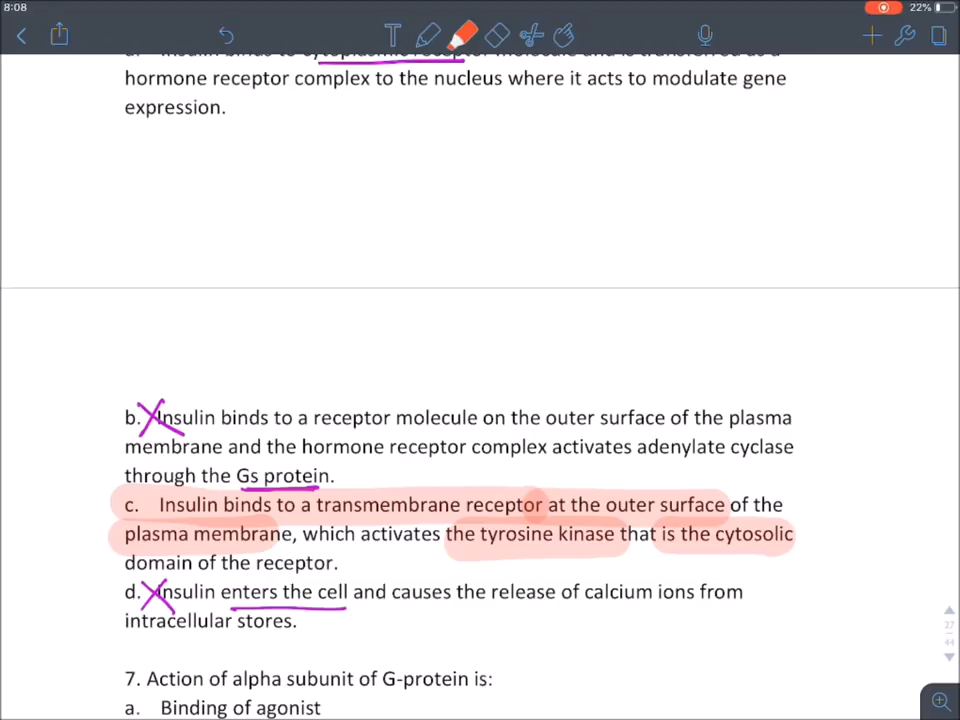 8:08
22%
T
hormone receptor complex to the nucleus where it acts to modulate gene
expression.
b. Insulin binds to a receptor molecule on the outer surface of the plasma
membrane and the hormone receptor complex activates adenylate cyclase
through the Gs protein.
c. Insulin binds to a transmembrane receptor at the outer surface of the
plasma membrane, which activates the tyrosine kinase that is the cytosolic
domain of the receptor.
d. Insulin enters the cell and causes the release of calcium ions from
intracellular stores.
27
44
7. Action of alpha subunit of G-protein is:
a. Binding of agonist